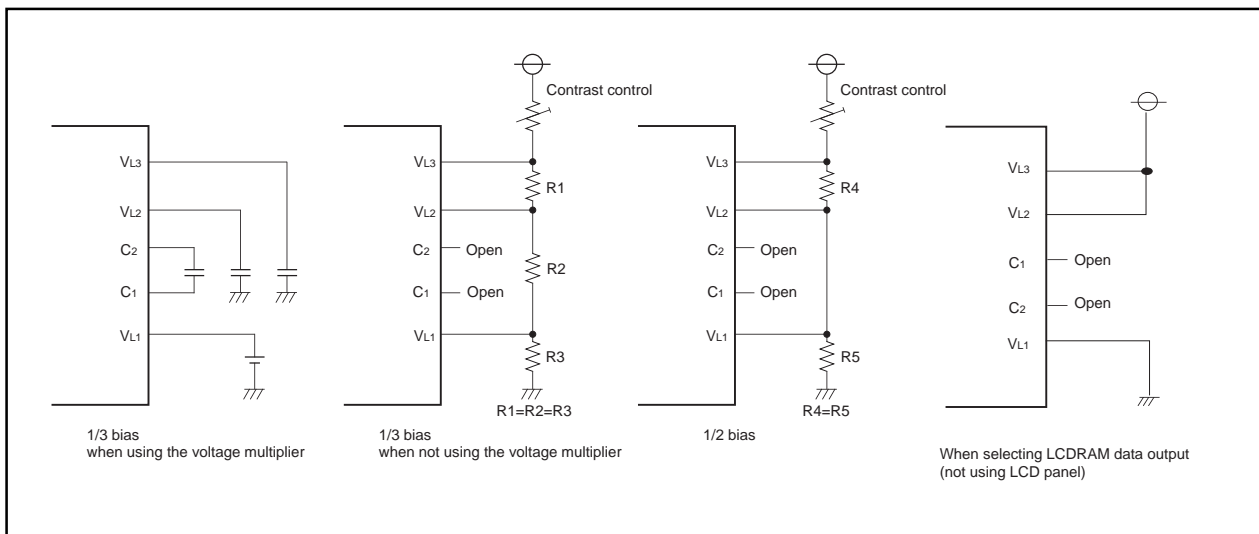 VL3
VL2
C2
C1
VL1
1/3 bias
when using the voltage multiplier
Contrast control
VL3
R1
VL2
C2
Open
R2
C1
Open
VL1
R3
R1=R2=R3
1/3 bias
when not using the voltage multiplier
Contrast control
VL3
R4
VL2
C2
Open
C1
Open
VL1
R5
R4=R5
1/2 bias
VL3
VL2
C1
Open
C2
Open
VL1
When selecting LCDRAM data output
(not using LCD panel)